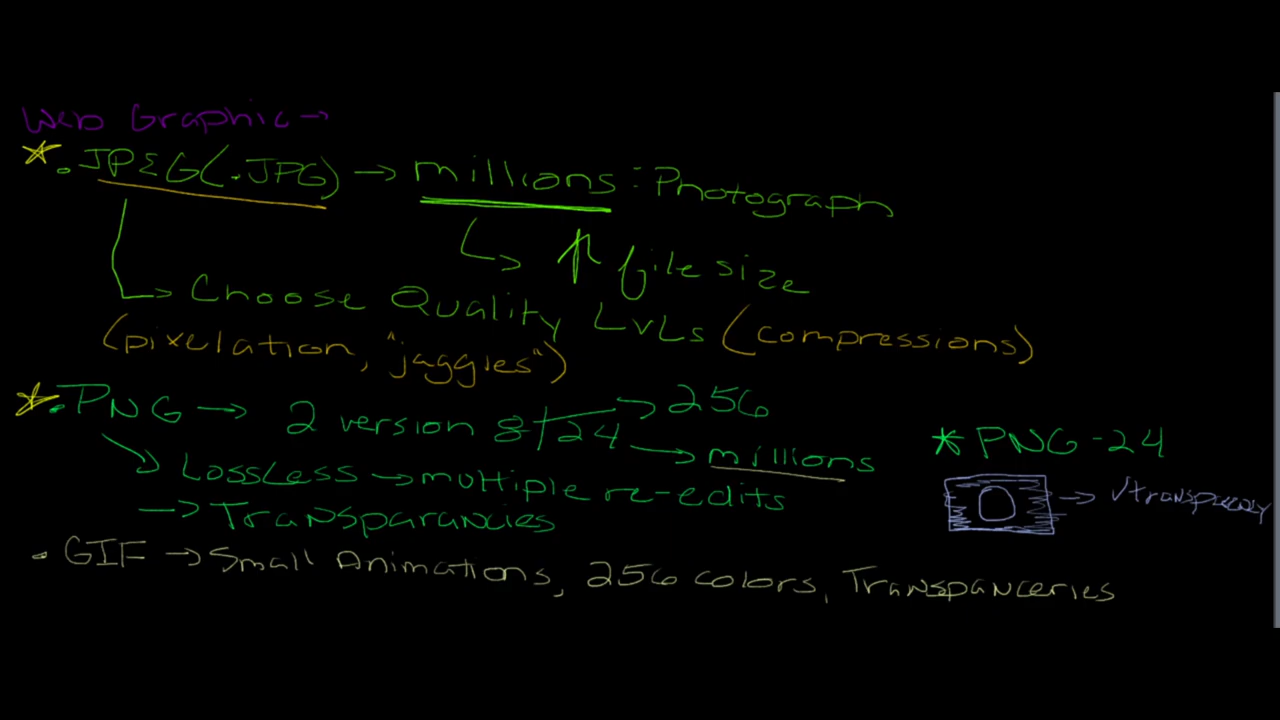 Web Graphic →
* . JPEG(.JPG) → millions : Photograph
↑ file size
Choose Quality LvLs (compressions)
(pixelation, "jaggles")
* . PNG → 2 version 8/24 → 256
→ millions
LossLess → multiple re-edits
→ Transparancies
* PNG-24
→ √transparency
. GIF → Small Animations, 256 colors, Transpanceries